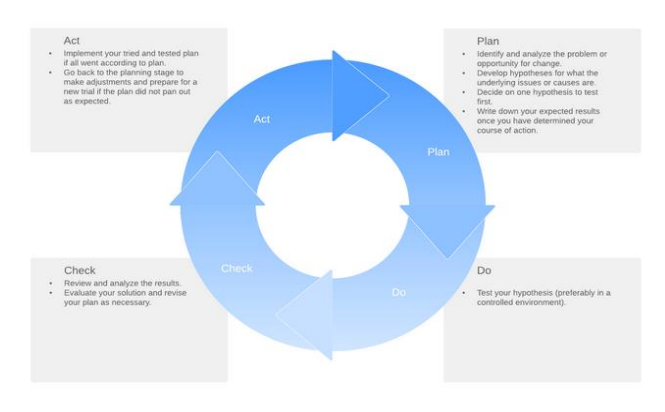 Act
• Implement your tried and tested plan
if all went according to plan.
• Go back to the planning stage to
make adjustments and prepare for a
new trial if the plan did not pan out
as expected.
Plan
• Identify and analyze the problem or
opportunity for change.
• Develop hypotheses for what the
underlying issues or causes are.
• Decide on one hypothesis to test
first.
• Write down your expected results
once you have determined your
course of action.
Act
Plan
Check
Do
Check
• Review and analyze the results.
• Evaluate your solution and revise
your plan as necessary.
Do
• Test your hypothesis (preferably in a
controlled environment).